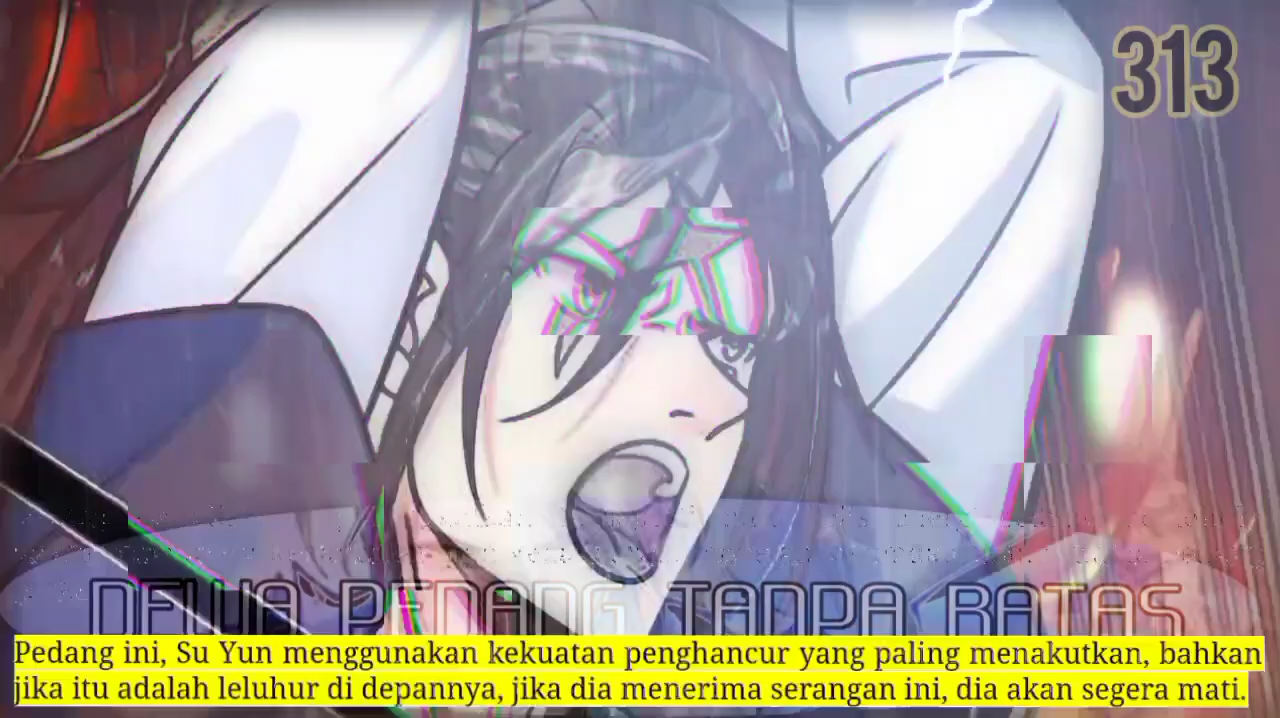 313
DEWA PEDANG TANPA BATAS
Pedang ini, Su Yun menggunakan kekuatan penghancur yang paling menakutkan, bahkan
jika itu adalah leluhur di depannya, jika dia menerima serangan ini, dia akan segera mati.